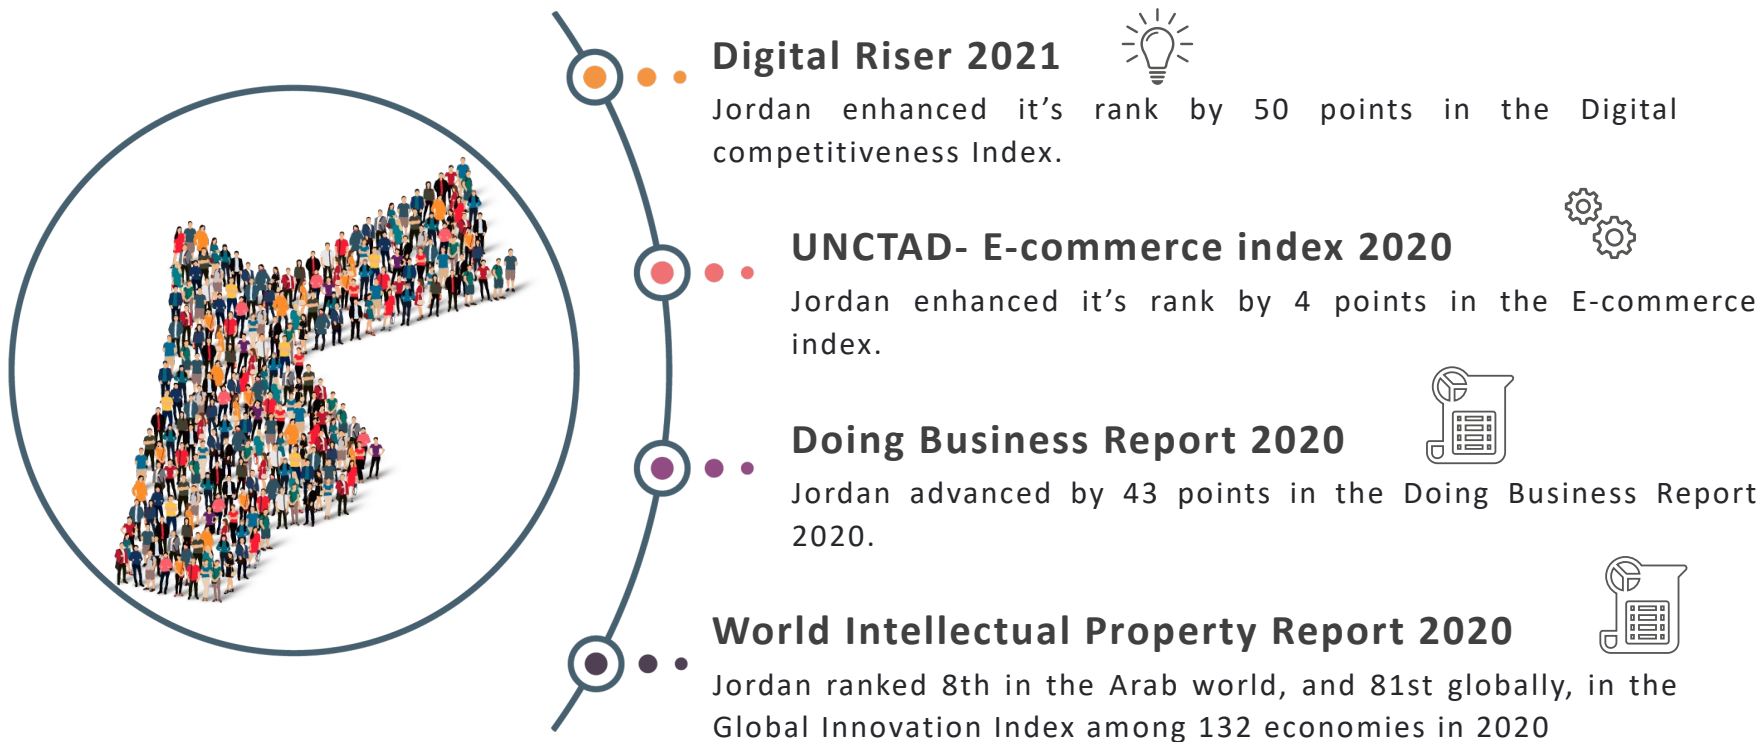 Digital Riser 2021
Jordan enhanced it’s rank by 50 points in the Digital
competitiveness Index.
UNCTAD- E-commerce index 2020
Jordan enhanced it’s rank by 4 points in the E-commerce
index.
Doing Business Report 2020
Jordan advanced by 43 points in the Doing Business Report
2020.
World Intellectual Property Report 2020
Jordan ranked 8th in the Arab world, and 81st globally, in the
Global Innovation Index among 132 economies in 2020